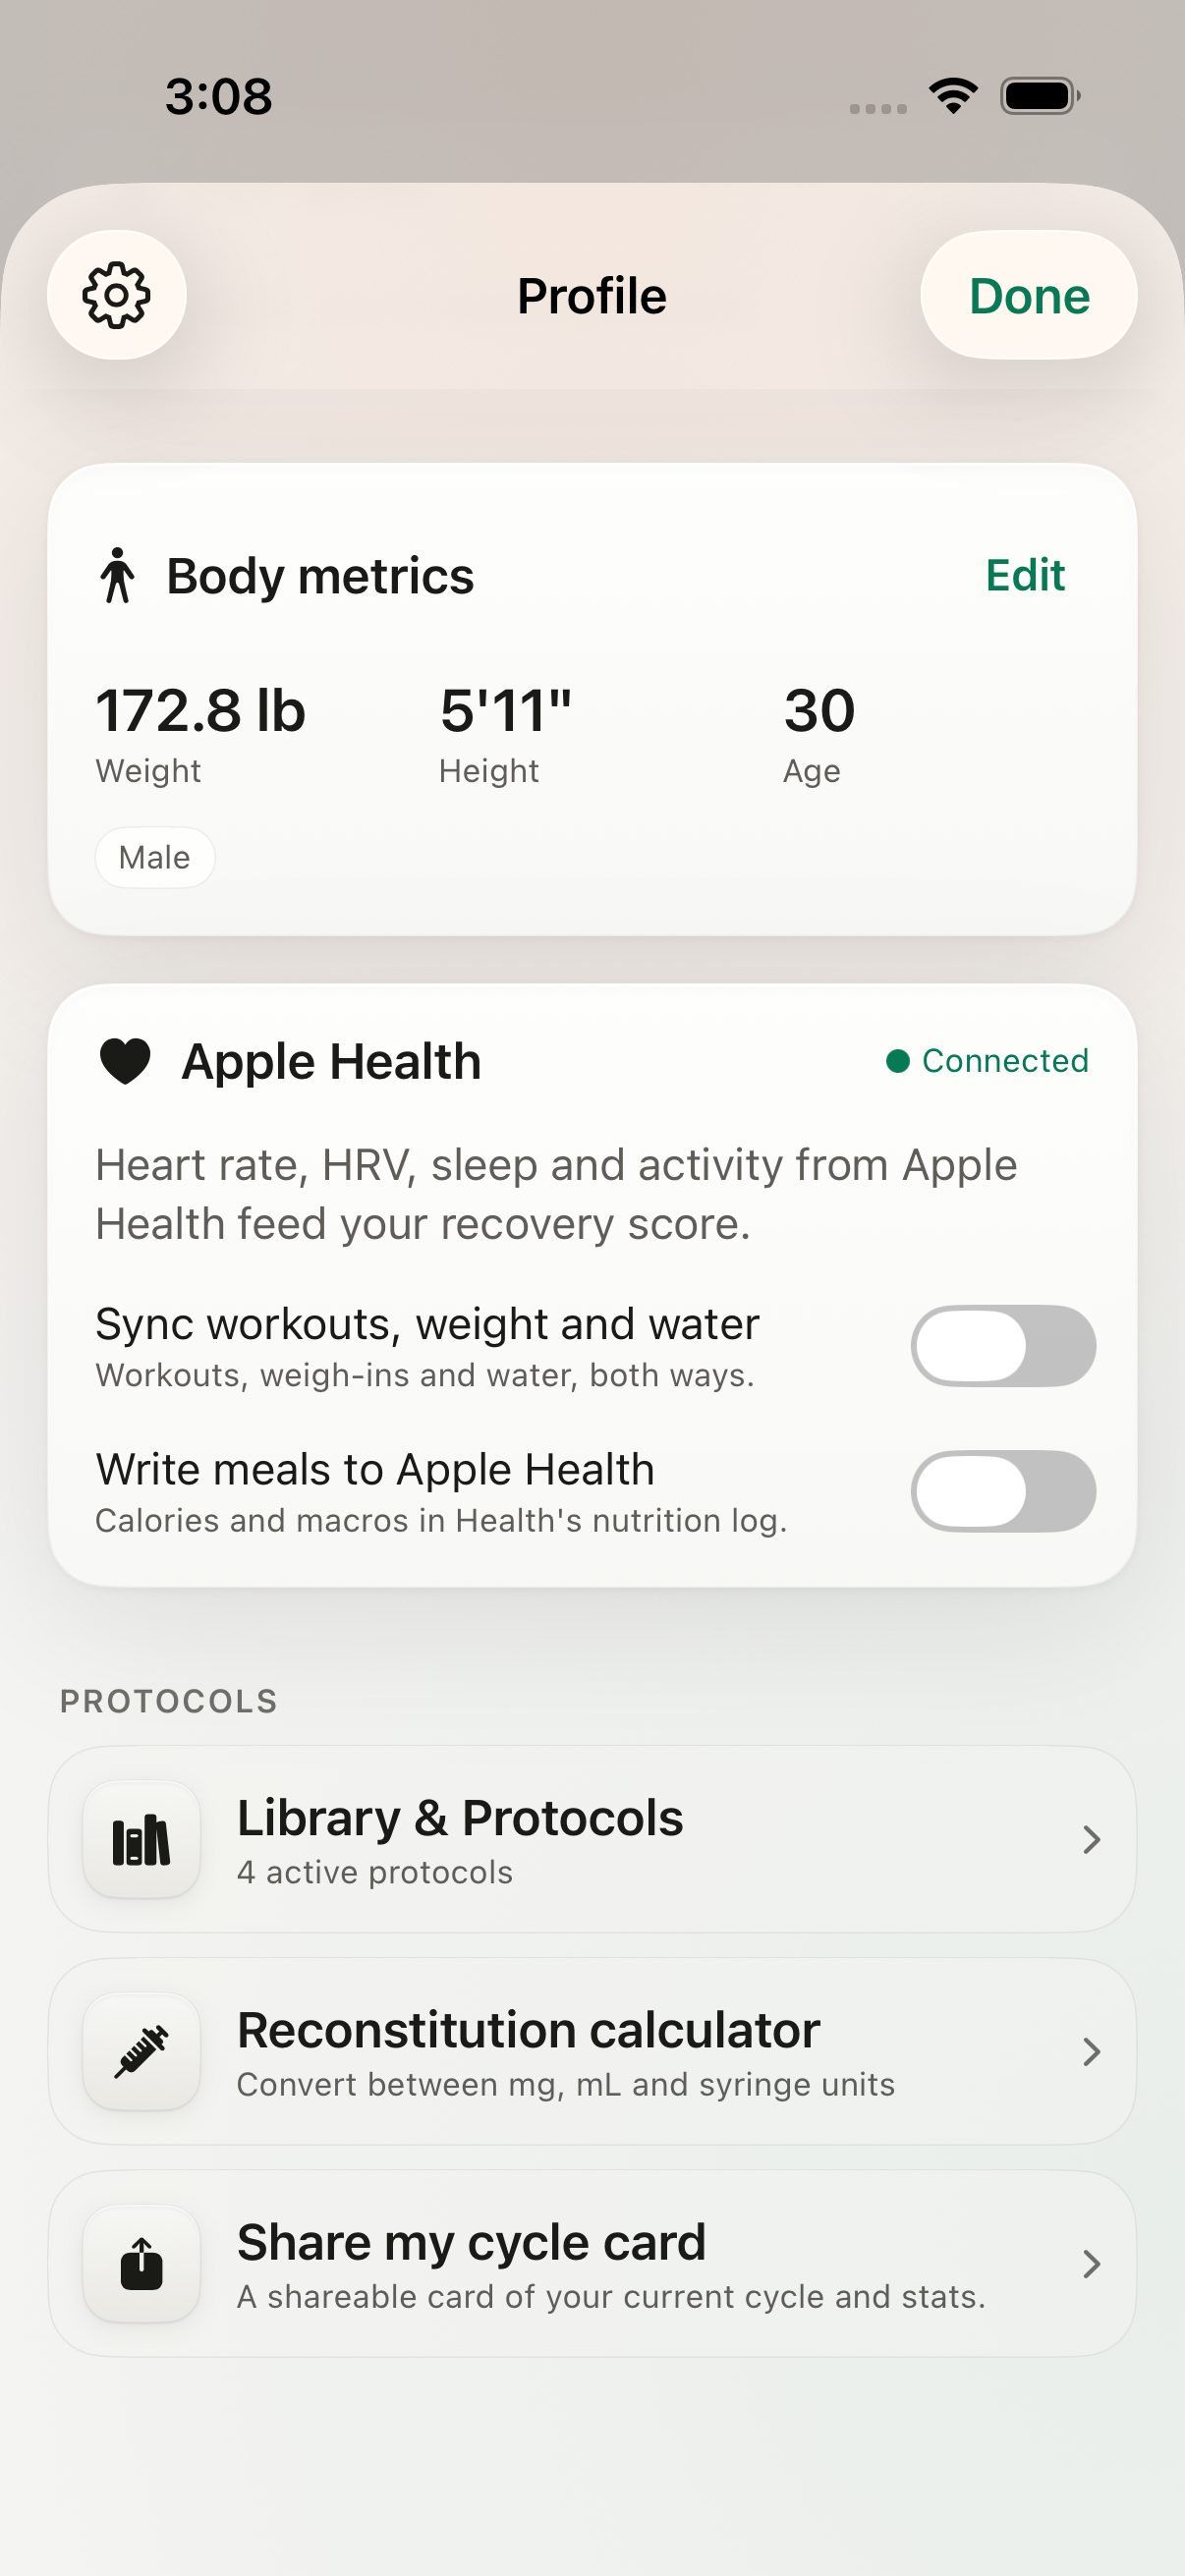 3:08
Profile
Done
Body metrics
Edit
172.8 lb
5'11"
30
Weight
Height
Age
Male
Apple Health
Connected
Heart rate, HRV, sleep and activity from Apple
Health feed your recovery score.
Sync workouts, weight and water
Workouts, weigh-ins and water, both ways.
Write meals to Apple Health
Calories and macros in Health's nutrition log.
PROTOCOLS
Library & Protocols
4 active protocols
Reconstitution calculator
Convert between mg, mL and syringe units
Share my cycle card
A shareable card of your current cycle and stats.